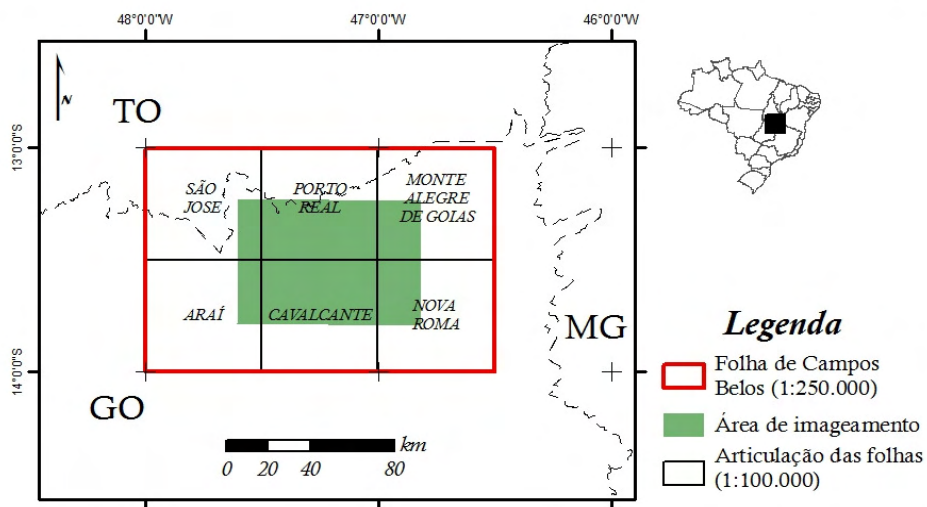 48°0'0"W
47°0'0"W
46°0'0"W
N
TO
13°0'0"S
SÃO
JOSE
PORTO
REAL
MONTE
ALEGRE
DE GOIAS
ARAÍ
CAVALCANTE
NOVA
ROMA
MG
14°0'0"S
GO
km
0 20 40 80
Legenda
Folha de Campos
Belos (1:250.000)
Área de imageamento
Articulação das folhas
(1:100.000)